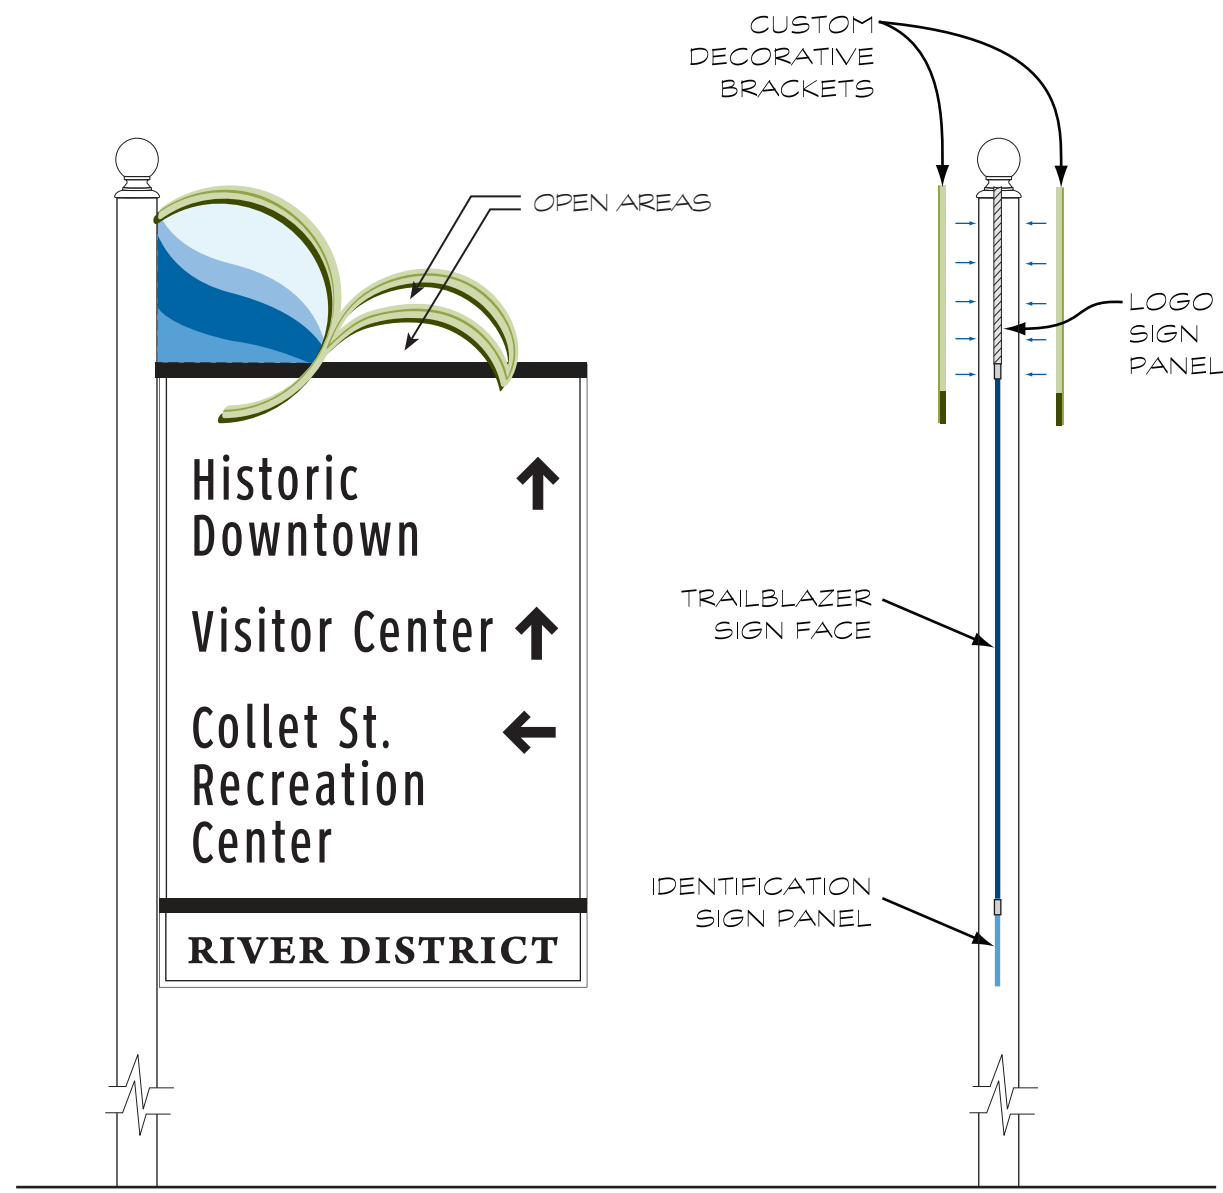 CUSTOM
DECORATIVE
BRACKETS
OPEN AREAS
LOGO
SIGN
PANEL
Historic
Downtown
Visitor Center
Collet St.
Recreation
Center
RIVER DISTRICT
TRAILBLAZER
SIGN FACE
IDENTIFICATION
SIGN PANEL